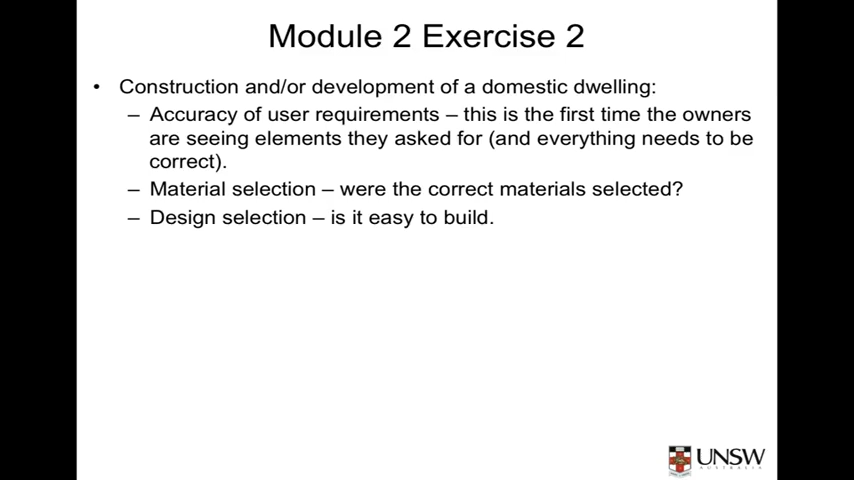 Module 2 Exercise 2
• Construction and/or development of a domestic dwelling:
– Accuracy of user requirements – this is the first time the owners
are seeing elements they asked for (and everything needs to be
correct).
– Material selection – were the correct materials selected?
– Design selection – is it easy to build.
UNSW
AUSTRALIA